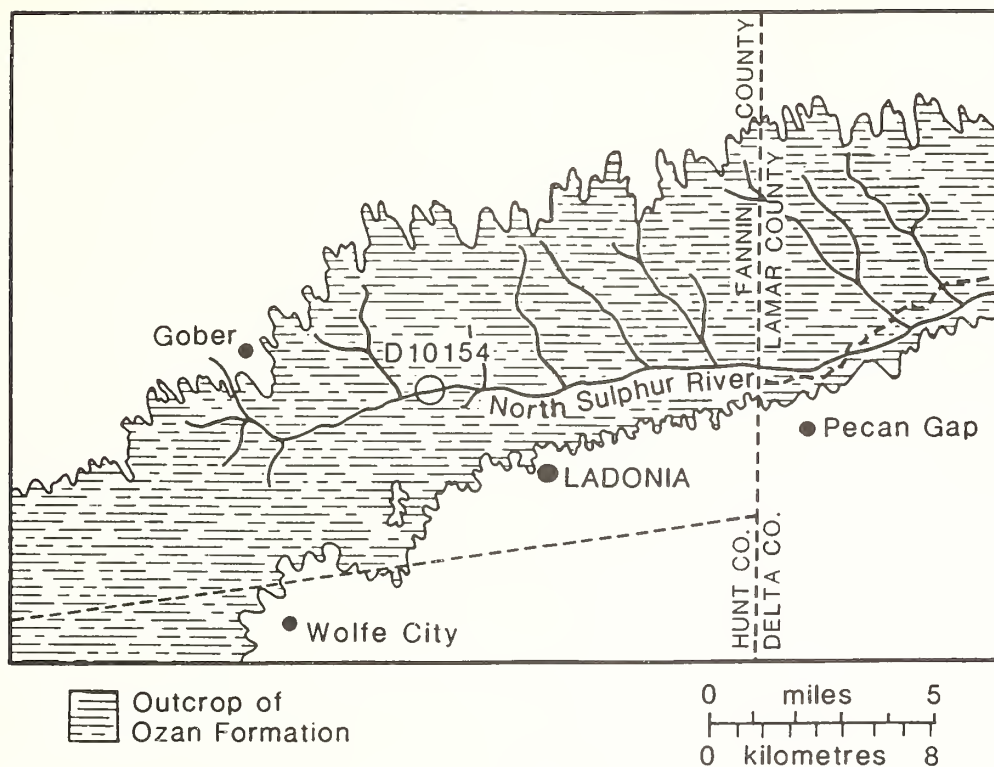 FANNIN COUNTY
LAMAR COUNTY
Gober
D10154
North Sulphur River
Pecan Gap
LADONIA
HUNT CO.
DELTA CO.
Wolfe City
Outcrop of
Ozan Formation
0 miles 5
0 kilometres 8